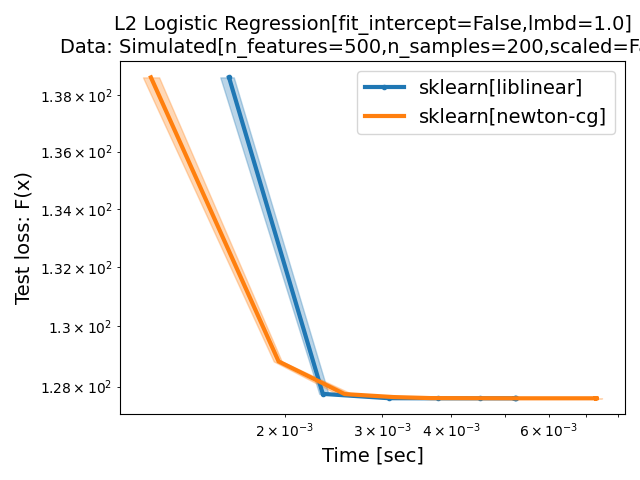 L2 Logistic Regression[fit_intercept=False,lmbd=1.0]
Data: Simulated[n_features=500,n_samples=200,scaled=Fa
sklearn[liblinear]
sklearn[newton-cg]
Test loss: F(x)
1.38 × 10²
1.36 × 10²
1.34 × 10²
1.32 × 10²
1.3 × 10²
1.28 × 10²
2 × 10⁻³
3 × 10⁻³
4 × 10⁻³
6 × 10⁻³
Time [sec]